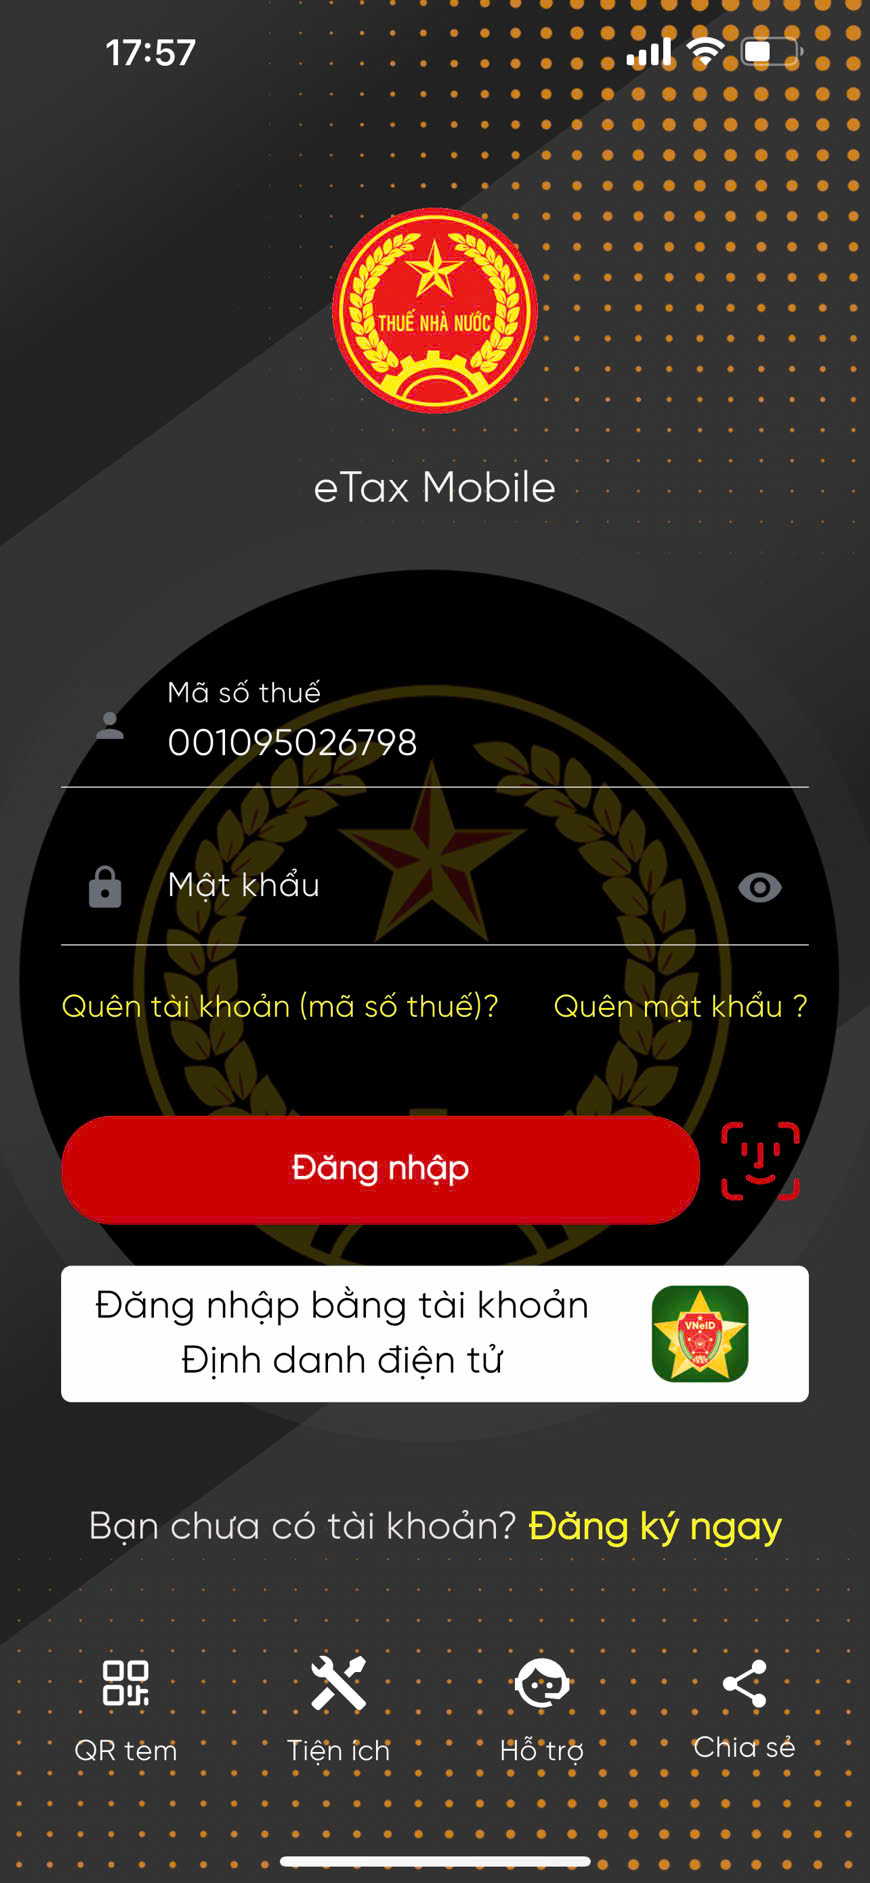 17:57
THUẾ NHÀ NƯỚC
eTax Mobile
Mã số thuế
001095026798
Mật khẩu
Quên tài khoản (mã số thuế)? Quên mật khẩu ?
Đăng nhập
Đăng nhập bằng tài khoản
Định danh điện tử
VNeID
Bạn chưa có tài khoản? Đăng ký ngay
QR tem Tiện ích Hỗ trợ Chia sẻ